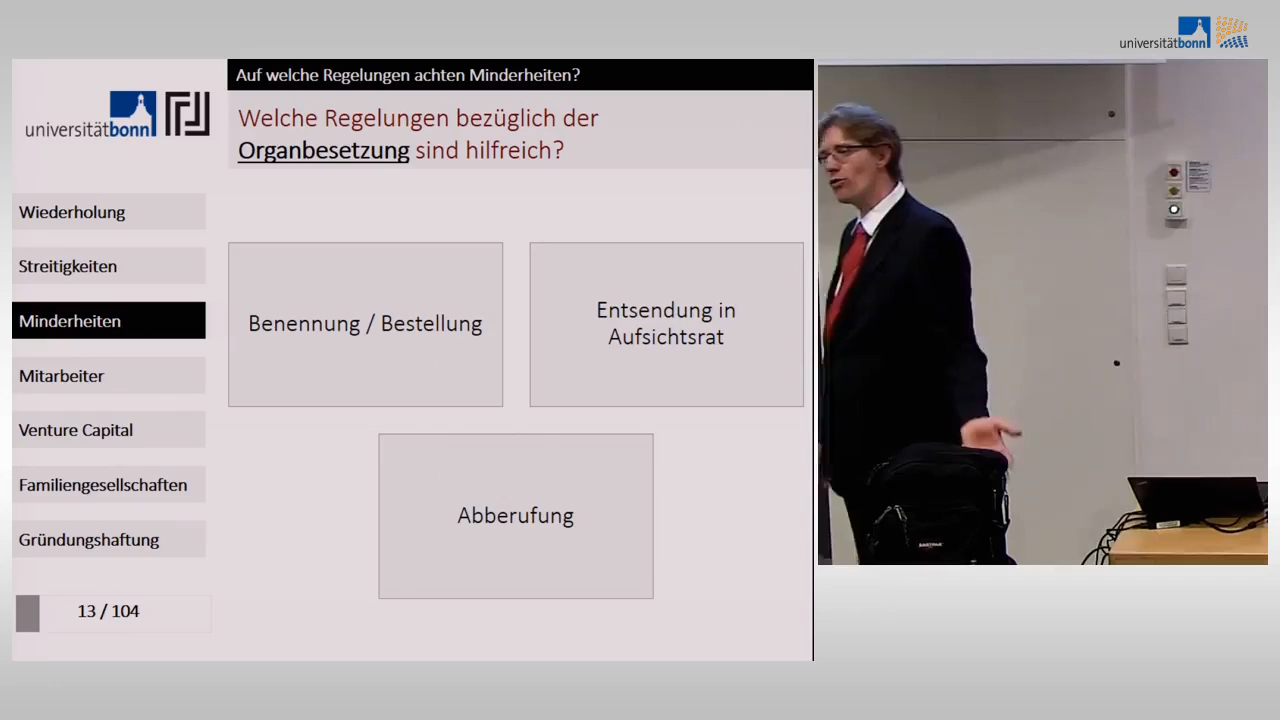 universitätbonn
Auf welche Regelungen achten Minderheiten?
universitätbonn
Welche Regelungen bezüglich der
Organbesetzung sind hilfreich?
Wiederholung
Streitigkeiten
Minderheiten
Mitarbeiter
Venture Capital
Familiengesellschaften
Gründungshaftung
13 / 104
Benennung / Bestellung
Entsendung in
Aufsichtsrat
Abberufung
EASTPAK